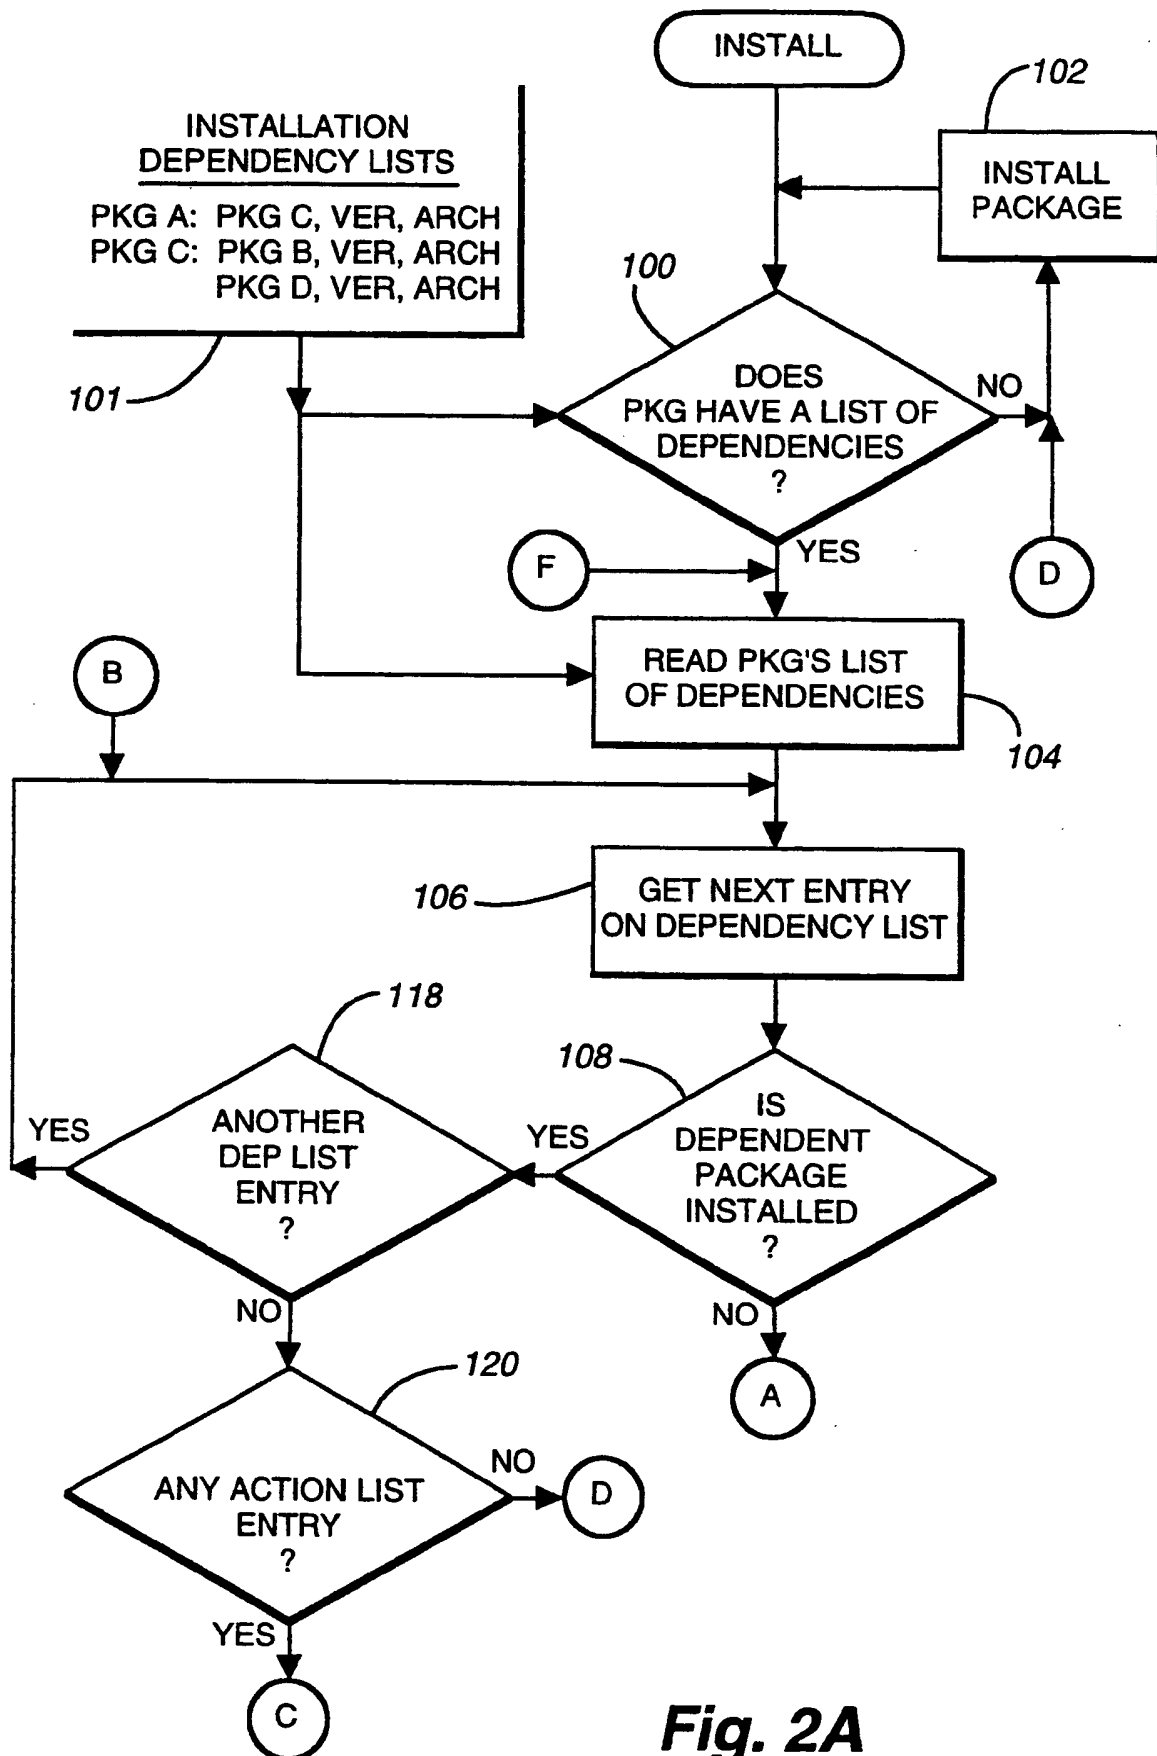 INSTALL
102
INSTALLATION
DEPENDENCY LISTS
PKG A: PKG C, VER, ARCH
PKG C: PKG B, VER, ARCH
PKG D, VER, ARCH
INSTALL
PACKAGE
100
101
DOES
PKG HAVE A LIST OF
DEPENDENCIES
?
NO
YES
F
D
B
READ PKG'S LIST
OF DEPENDENCIES
104
106
GET NEXT ENTRY
ON DEPENDENCY LIST
118
108
YES
ANOTHER
DEP LIST
ENTRY
?
YES
IS
DEPENDENT
PACKAGE
INSTALLED
?
NO
NO
A
120
ANY ACTION LIST
ENTRY
?
NO
D
YES
C
Fig. 2A